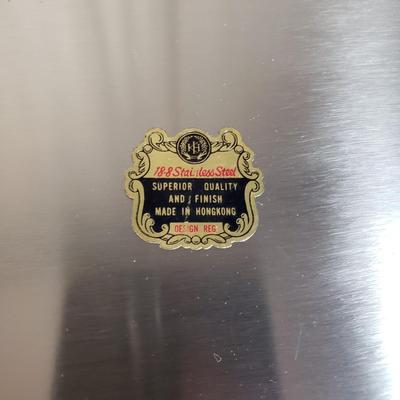 18-8 Stainless Steel
SUPERIOR QUALITY
AND FINISH
MADE IN HONGKONG
DESIGN REG